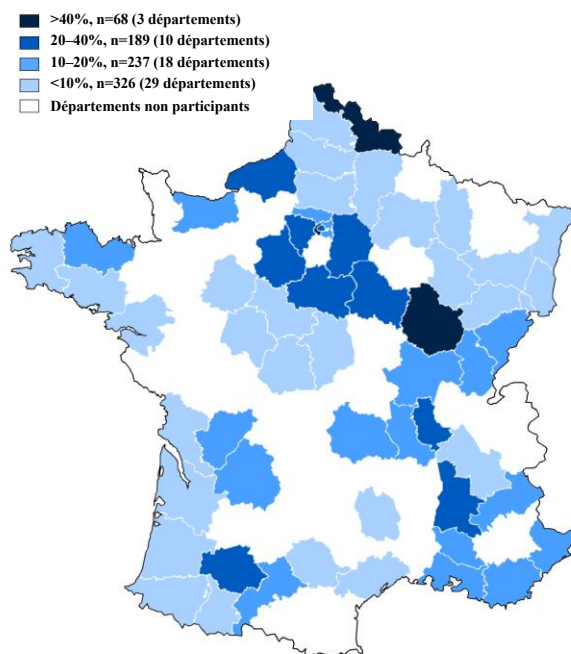 >40%, n=68 (3 départements)
20–40%, n=189 (10 départements)
10–20%, n=237 (18 départements)
<10%, n=326 (29 départements)
Départements non participants